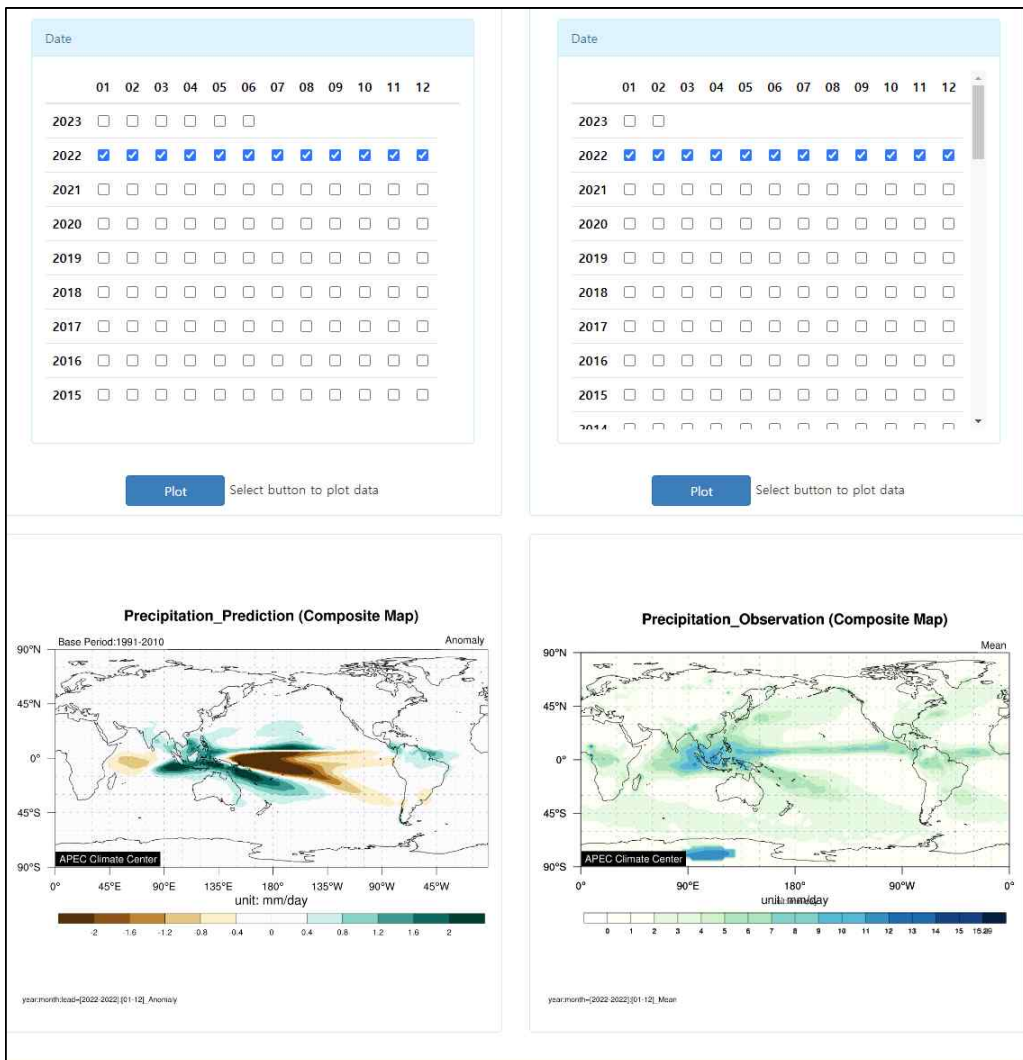 Date
01 02 03 04 05 06 07 08 09 10 11 12
2023
2022
2021
2020
2019
2018
2017
2016
2015
Plot Select button to plot data
Precipitation_Prediction (Composite Map)
Base Period:1991-2010 Anomaly
90°N
45°N
0°
45°S
90°S
APEC Climate Center
0° 45°E 90°E 135°E 180° 135°W 90°W 45°W
unit: mm/day
-2 -1.6 -1.2 -0.8 -0.4 0 0.4 0.8 1.2 1.6 2
year:month:lead=[2022-2022]:[01-12]_Anomaly
Date
01 02 03 04 05 06 07 08 09 10 11 12
2023
2022
2021
2020
2019
2018
2017
2016
2015
2014
Plot Select button to plot data
Precipitation_Observation (Composite Map)
Mean
90°N
45°N
0°
45°S
90°S
APEC Climate Center
0° 90°E 180° 90°W 0°
unit: mm/day
0 1 2 3 4 5 6 7 8 9 10 11 12 13 14 15
year:month=[2022-2022]:[01-12]_Mean